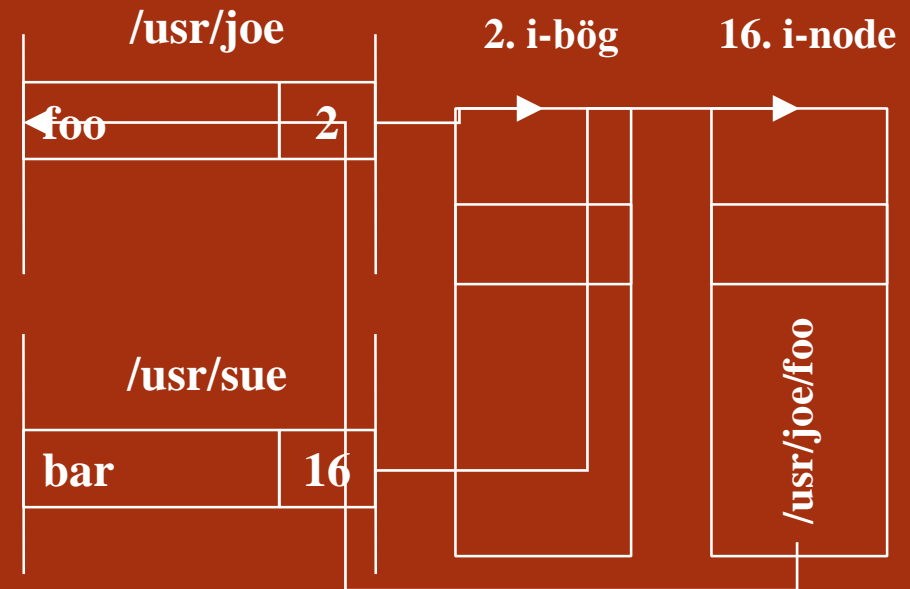 /usr/joe
2. i-bög
16. i-node
foo
2
/usr/sue
bar
16
/usr/joe/foo